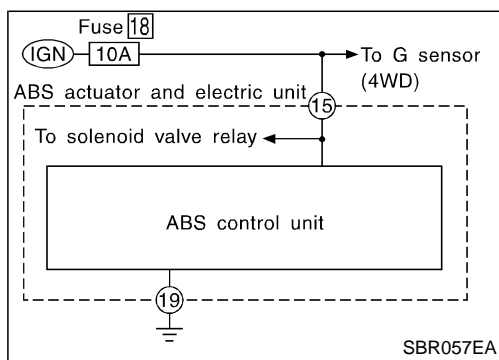 Fuse 18
IGN 10A To G sensor
(4WD)
ABS actuator and electric unit 15
To solenoid valve relay
ABS control unit
19
SBR057EA